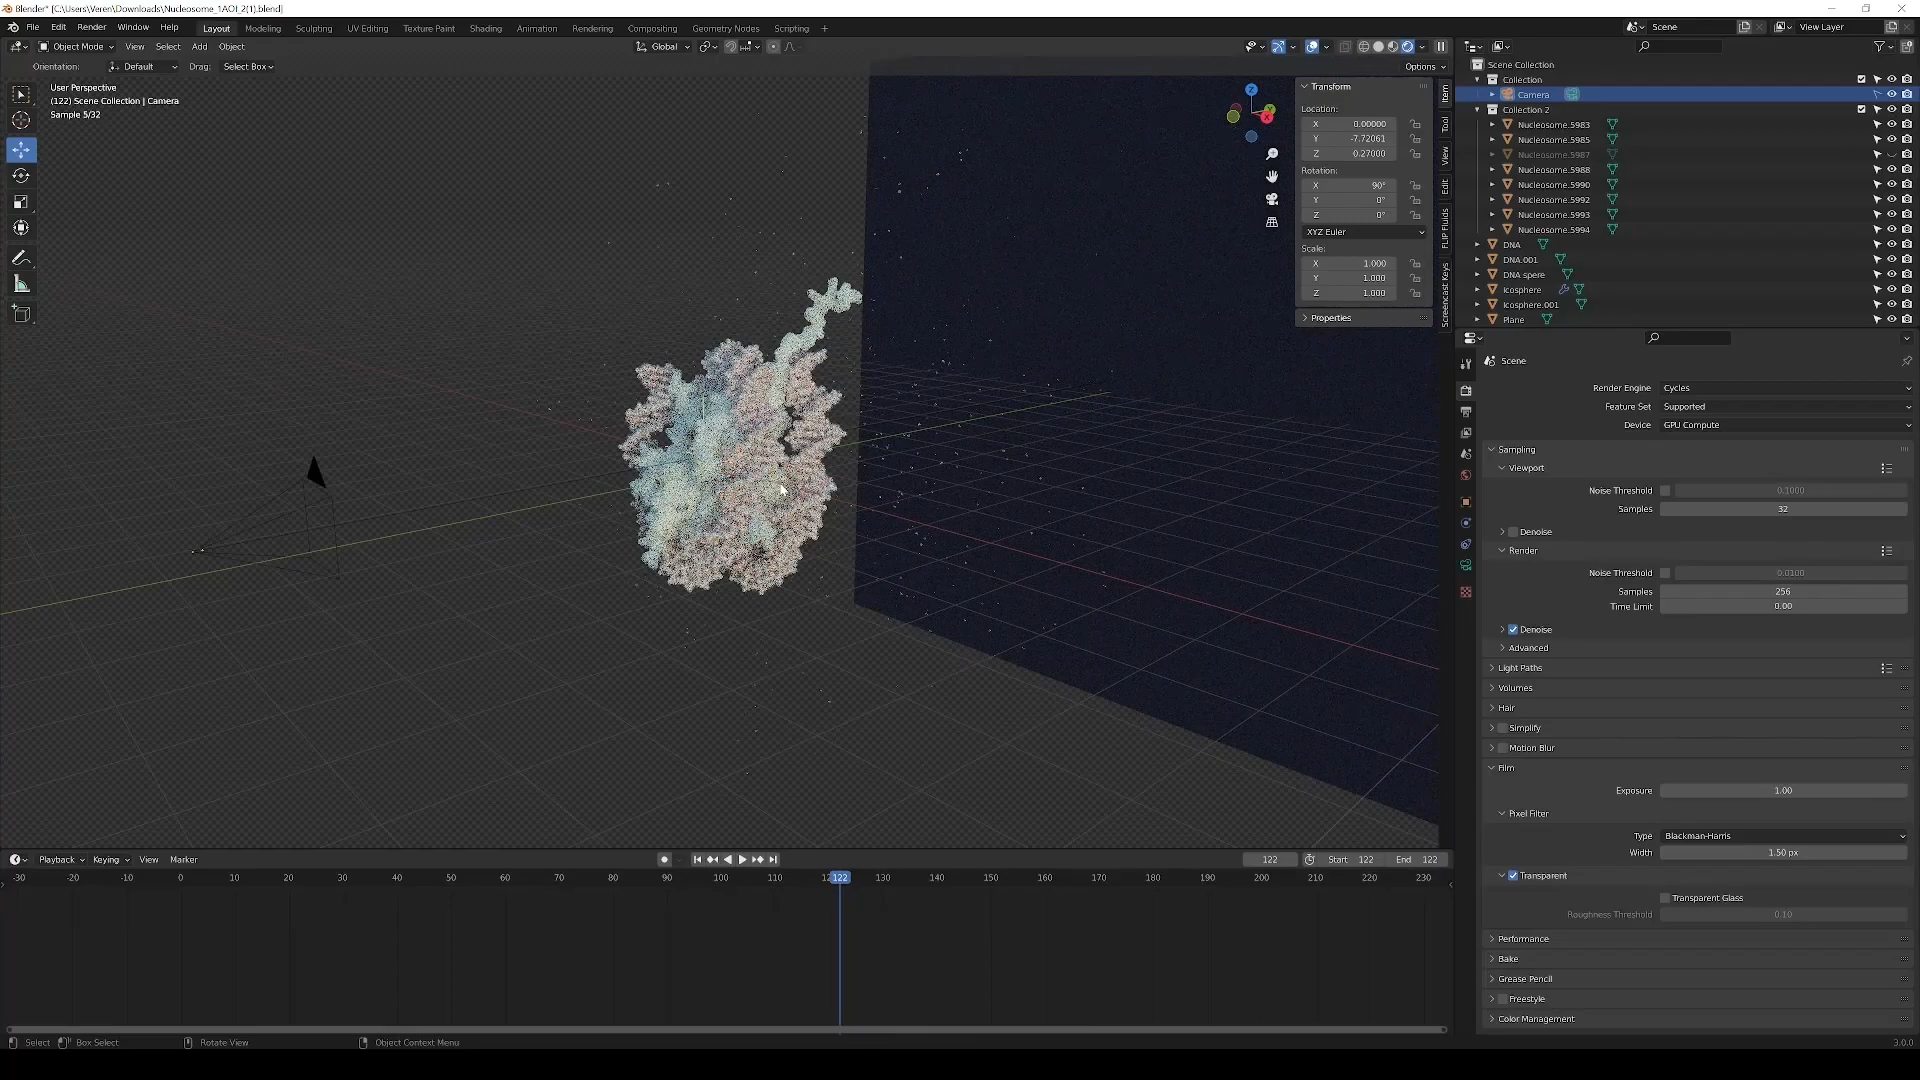 Blender* [C:\Users\Veren\Downloads\Nucleosome_1AOI_2(1).blend]
File Edit Render Window Help Layout Modeling Sculpting UV Editing Texture Paint Shading Animation Rendering Compositing Geometry Nodes Scripting + Scene View Layer
Object Mode View Select Add Object Global
Orientation: Default Drag: Select Box Options
User Perspective
(122) Scene Collection | Camera
Sample 5/32
Z
Y
X
Transform
Location:
X 0.00000
Y -7.72061
Z 0.27000
Rotation:
X 90°
Y 0°
Z 0°
XYZ Euler
Scale:
X 1.000
Y 1.000
Z 1.000
Properties
Item
Tool
View
Edit
FLIP Fluids
Screencast Keys
Scene Collection
Collection
Camera
Collection 2
Nucleosome.5983
Nucleosome.5985
Nucleosome.5987
Nucleosome.5988
Nucleosome.5990
Nucleosome.5992
Nucleosome.5993
Nucleosome.5994
DNA
DNA.001
DNA spere
Icosphere
Icosphere.001
Plane
Scene
Render Engine Cycles
Feature Set Supported
Device GPU Compute
Sampling
Viewport
Noise Threshold 0.1000
Samples 32
Denoise
Render
Noise Threshold 0.0100
Samples 256
Time Limit 0.00
Denoise
Advanced
Light Paths
Volumes
Hair
Simplify
Motion Blur
Film
Exposure 1.00
Pixel Filter
Type Blackman-Harris
Width 1.50 px
Transparent
Transparent Glass
Roughness Threshold 0.10
Performance
Bake
Grease Pencil
Freestyle
Color Management
Playback Keying View Marker 122 Start 122 End 122
-30 -20 -10 0 10 20 30 40 50 60 70 80 90 100 110 122 130 140 150 160 170 180 190 200 210 220 230
Select Box Select Rotate View Object Context Menu 3.0.0